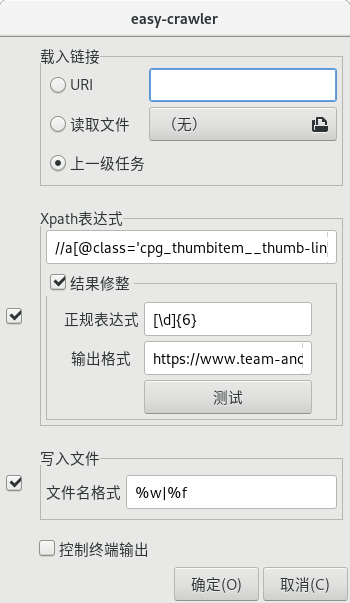 easy-crawler
载入链接
URI
读取文件 （无）
上一级任务
Xpath表达式
//a[@class='cpg_thumbitem__thumb-lin
结果修整
正规表达式 [\d]{6}
输出格式 https://www.team-and
测试
写入文件
文件名格式 %w|%f
控制终端输出
确定(O) 取消(C)